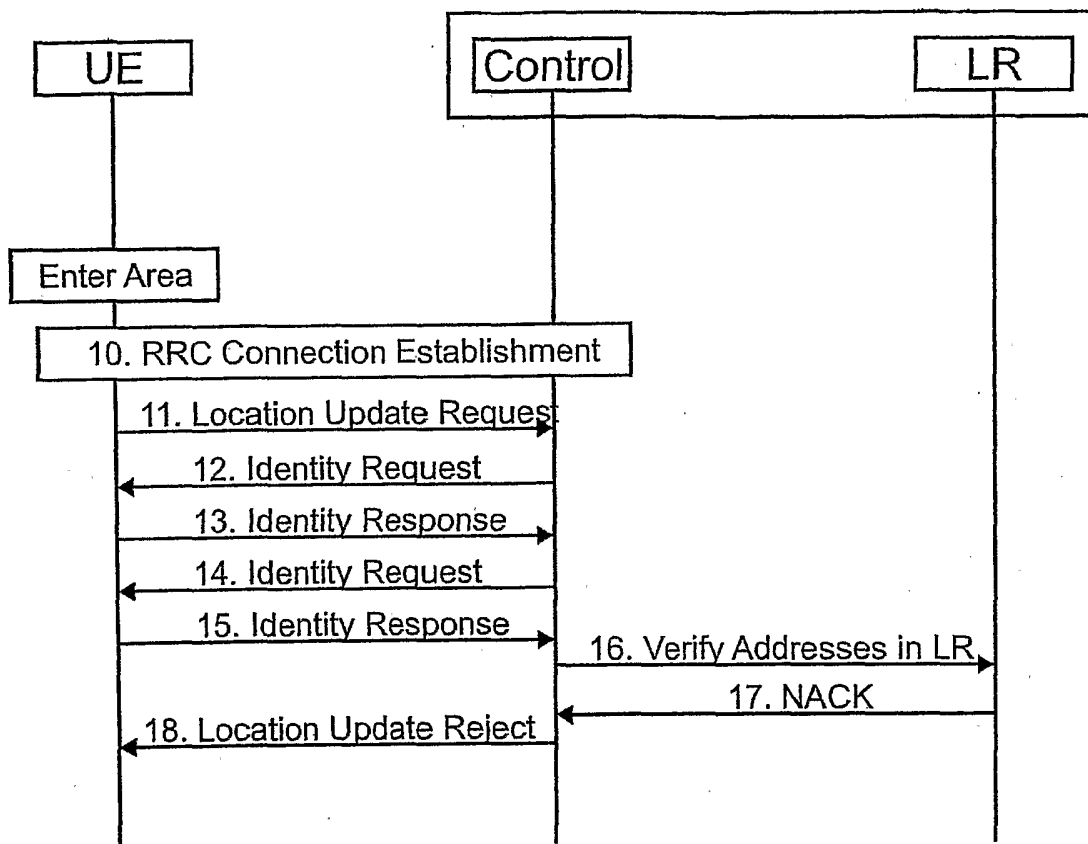 UE
Control
LR
Enter Area
10. RRC Connection Establishment
11. Location Update Request
12. Identity Request
13. Identity Response
14. Identity Request
15. Identity Response
16. Verify Addresses in LR
17. NACK
18. Location Update Reject